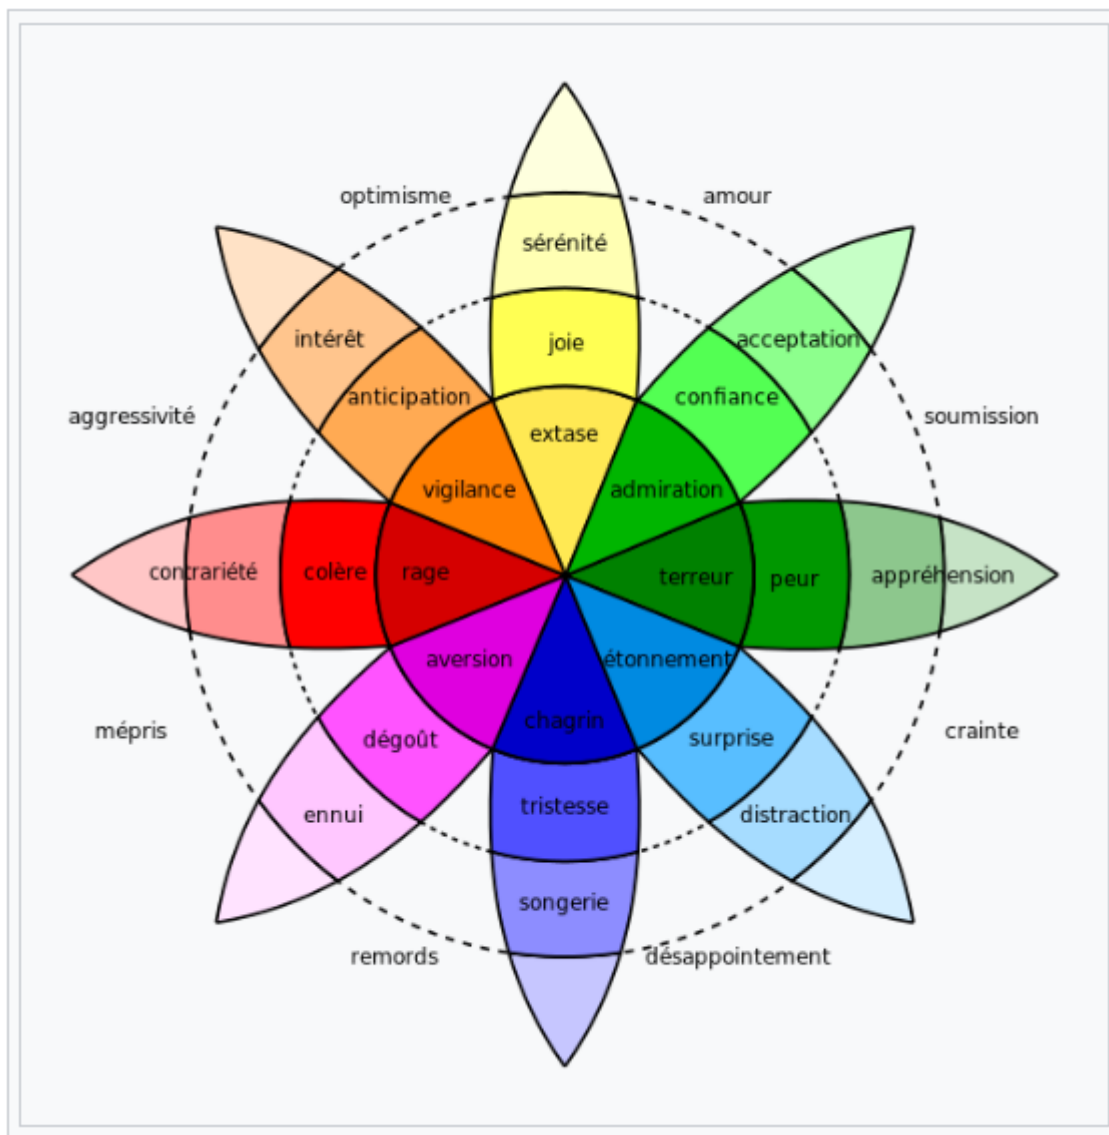 optimisme
amour
sérénité
intérêt
joie
acceptation
anticipation
confiance
aggressivité
soumission
extase
vigilance
admiration
contrariété
colère
rage
terreur
peur
appréhension
aversion
étonnement
chagrin
mépris
dégoût
surprise
crainte
tristesse
ennui
distraction
songerie
remords
désappointement